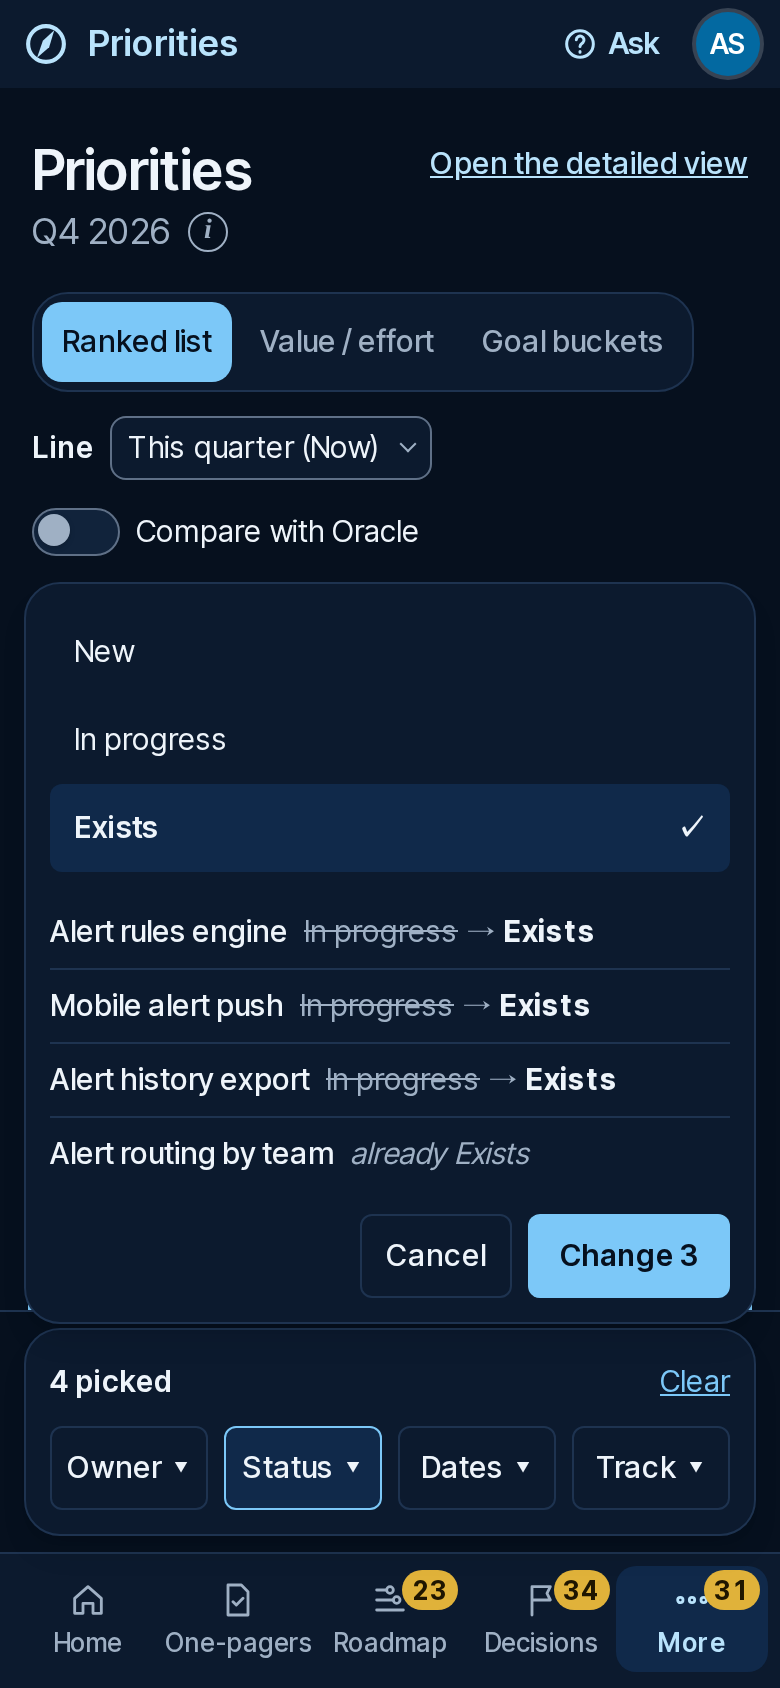 Priorities
Ask
AS
Priorities
Open the detailed view
Q4 2026 i
Ranked list
Value / effort
Goal buckets
Line
This quarter (Now)
Compare with Oracle
New
In progress
Exists ✓
Alert rules engine In progress → Exists
Mobile alert push In progress → Exists
Alert history export In progress → Exists
Alert routing by team already Exists
Cancel
Change 3
4 picked
Clear
Owner ▼
Status ▼
Dates ▼
Track ▼
23
34
31
Home
One-pagers
Roadmap
Decisions
More